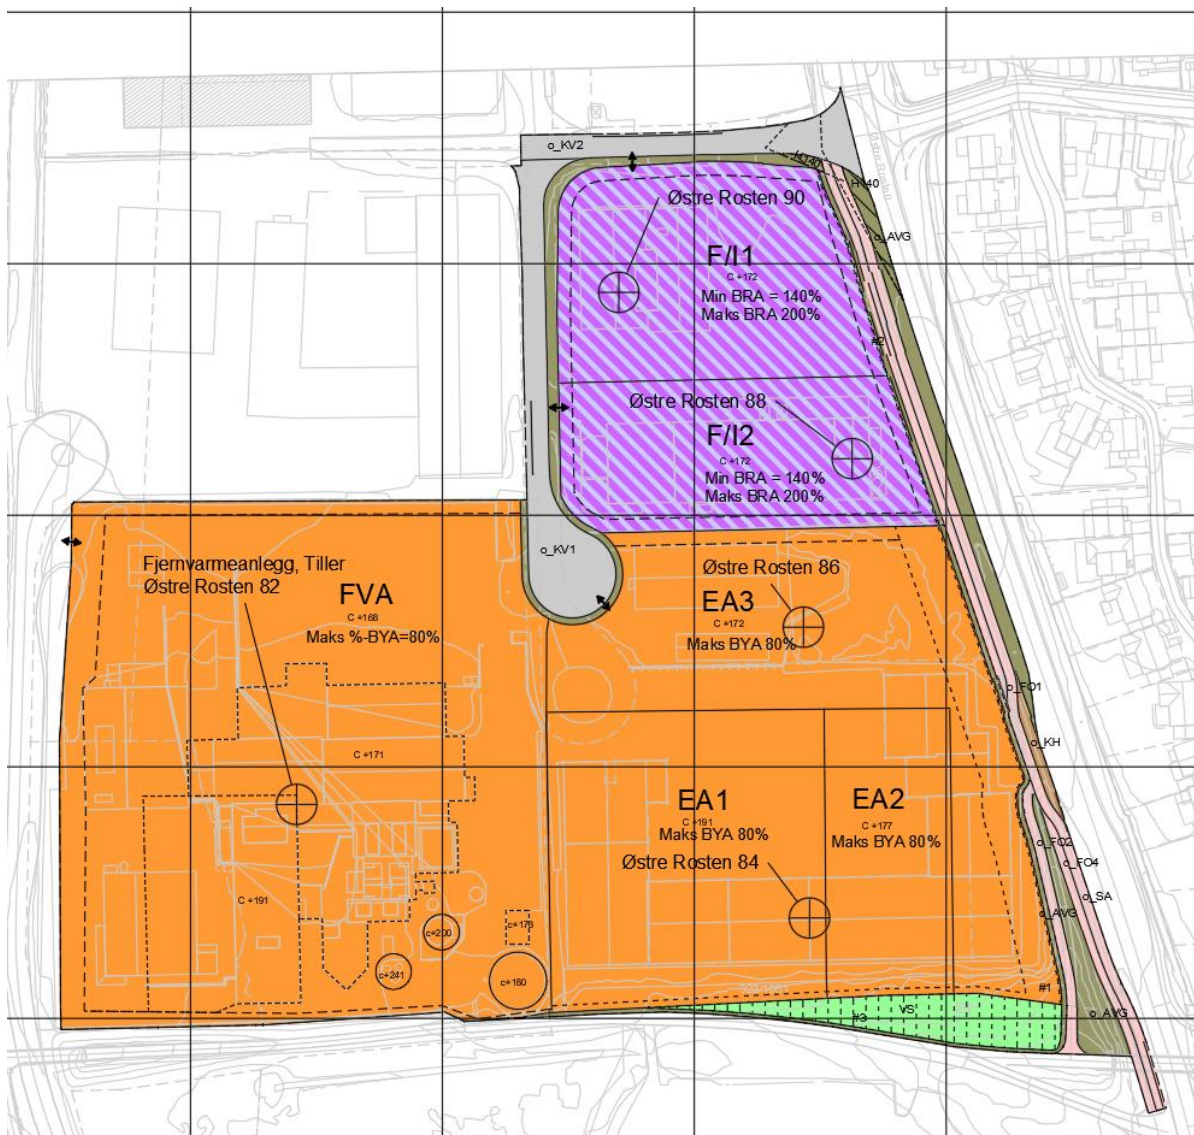 o_KV2
H140
H140
Østre Rosten 90
o_AVG
F/I1
C +172
Min BRA = 140%
Maks BRA 200%
#2
Østre Rosten 88
F/I2
C +172
Min BRA = 140%
Maks BRA 200%
o_KV1
Fjernvarmeanlegg, Tiller
Østre Rosten 82
FVA
C +168
Maks %-BYA=80%
Østre Rosten 86
EA3
C +172
Maks BYA 80%
o_FO1
o_KH
C +171
EA1
C +191
Maks BYA 80%
EA2
C +177
Maks BYA 80%
Østre Rosten 84
o_FO2
o_FO4
o_SA
o_AVG
C +191
c+200
c+241
c+180
#1
VS
#3
o_AVG